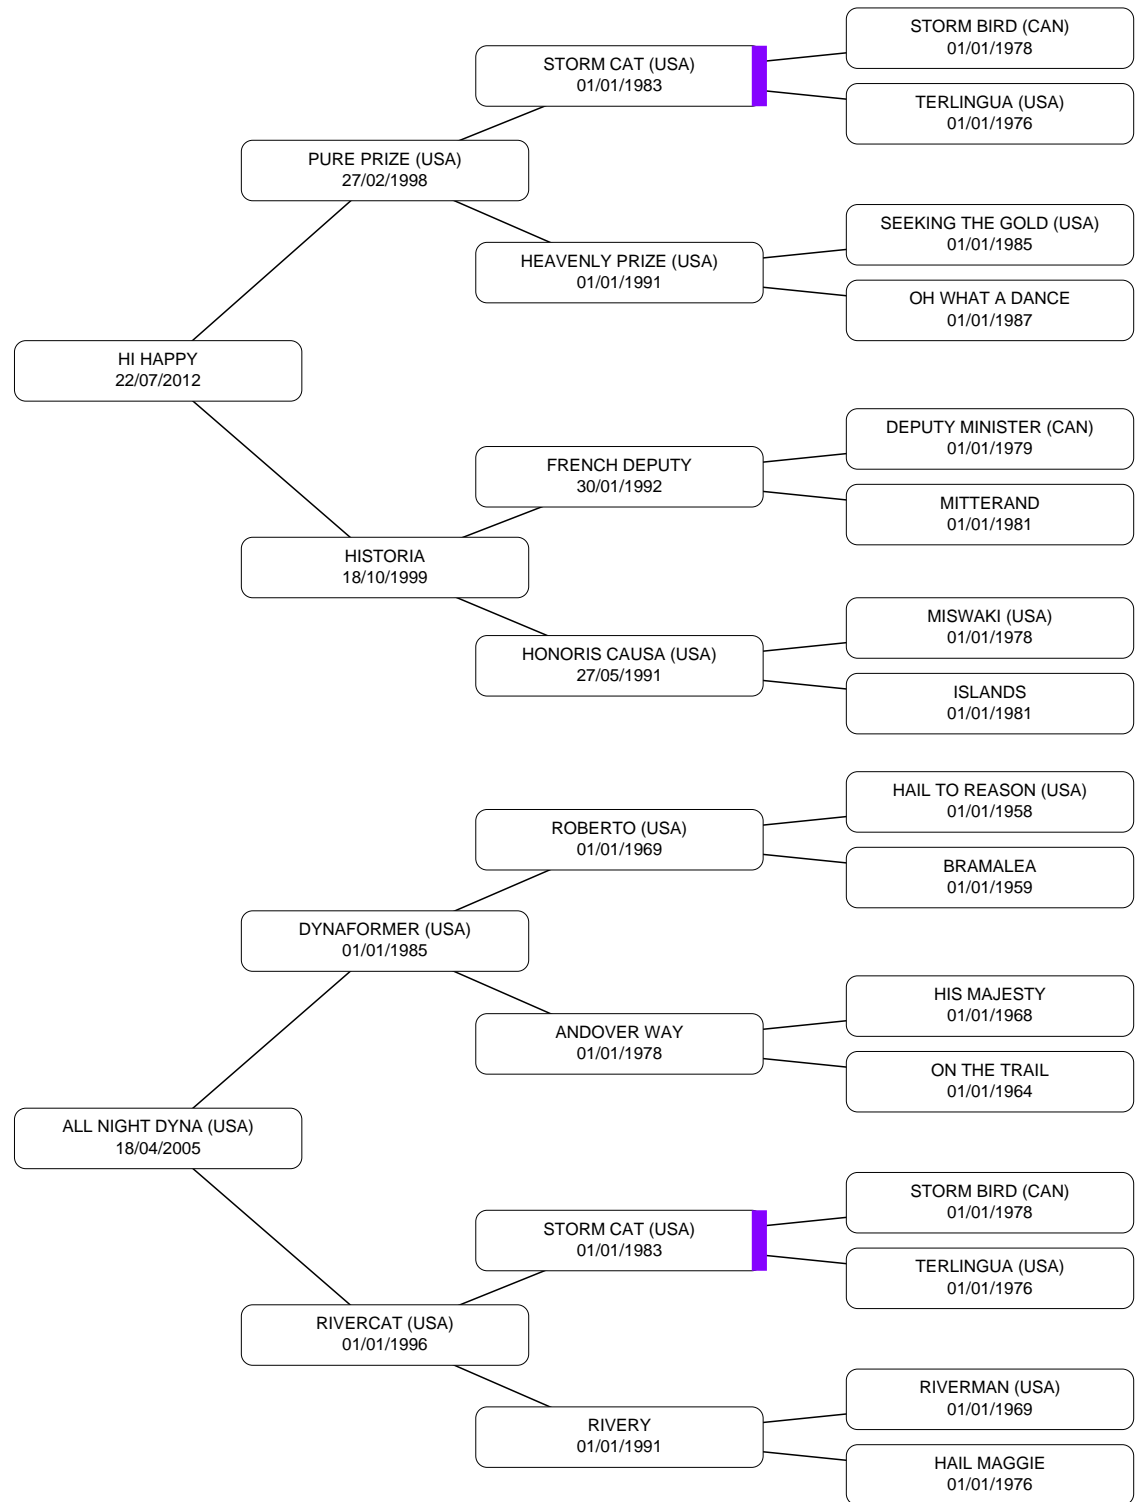 STORM BIRD (CAN)
01/01/1978
STORM CAT (USA)
01/01/1983
TERLINGUA (USA)
01/01/1976
PURE PRIZE (USA)
27/02/1998
SEEKING THE GOLD (USA)
01/01/1985
HEAVENLY PRIZE (USA)
01/01/1991
OH WHAT A DANCE
01/01/1987
HI HAPPY
22/07/2012
DEPUTY MINISTER (CAN)
01/01/1979
FRENCH DEPUTY
30/01/1992
MITTERAND
01/01/1981
HISTORIA
18/10/1999
MISWAKI (USA)
01/01/1978
HONORIS CAUSA (USA)
27/05/1991
ISLANDS
01/01/1981
HAIL TO REASON (USA)
01/01/1958
ROBERTO (USA)
01/01/1969
BRAMALEA
01/01/1959
DYNAFORMER (USA)
01/01/1985
HIS MAJESTY
01/01/1968
ANDOVER WAY
01/01/1978
ON THE TRAIL
01/01/1964
ALL NIGHT DYNA (USA)
18/04/2005
STORM BIRD (CAN)
01/01/1978
STORM CAT (USA)
01/01/1983
TERLINGUA (USA)
01/01/1976
RIVERCAT (USA)
01/01/1996
RIVERMAN (USA)
01/01/1969
RIVERY
01/01/1991
HAIL MAGGIE
01/01/1976